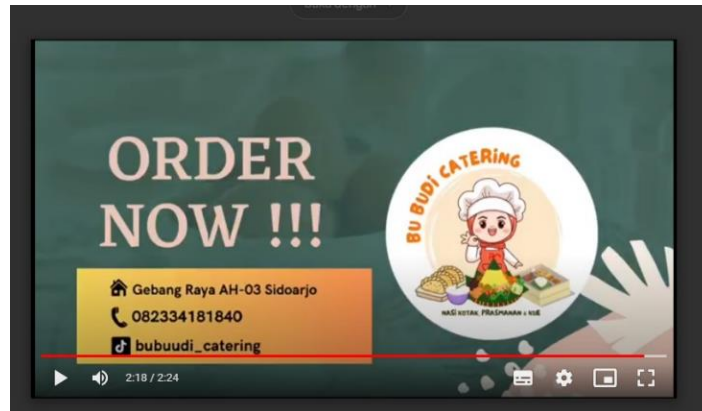 ORDER
NOW !!!
Gebang Raya AH-03 Sidoarjo
082334181840
bubuudi_catering
BU BUDI CATERING
NASI KOTAK, PRASMANAN & KUE
2:18 / 2:24